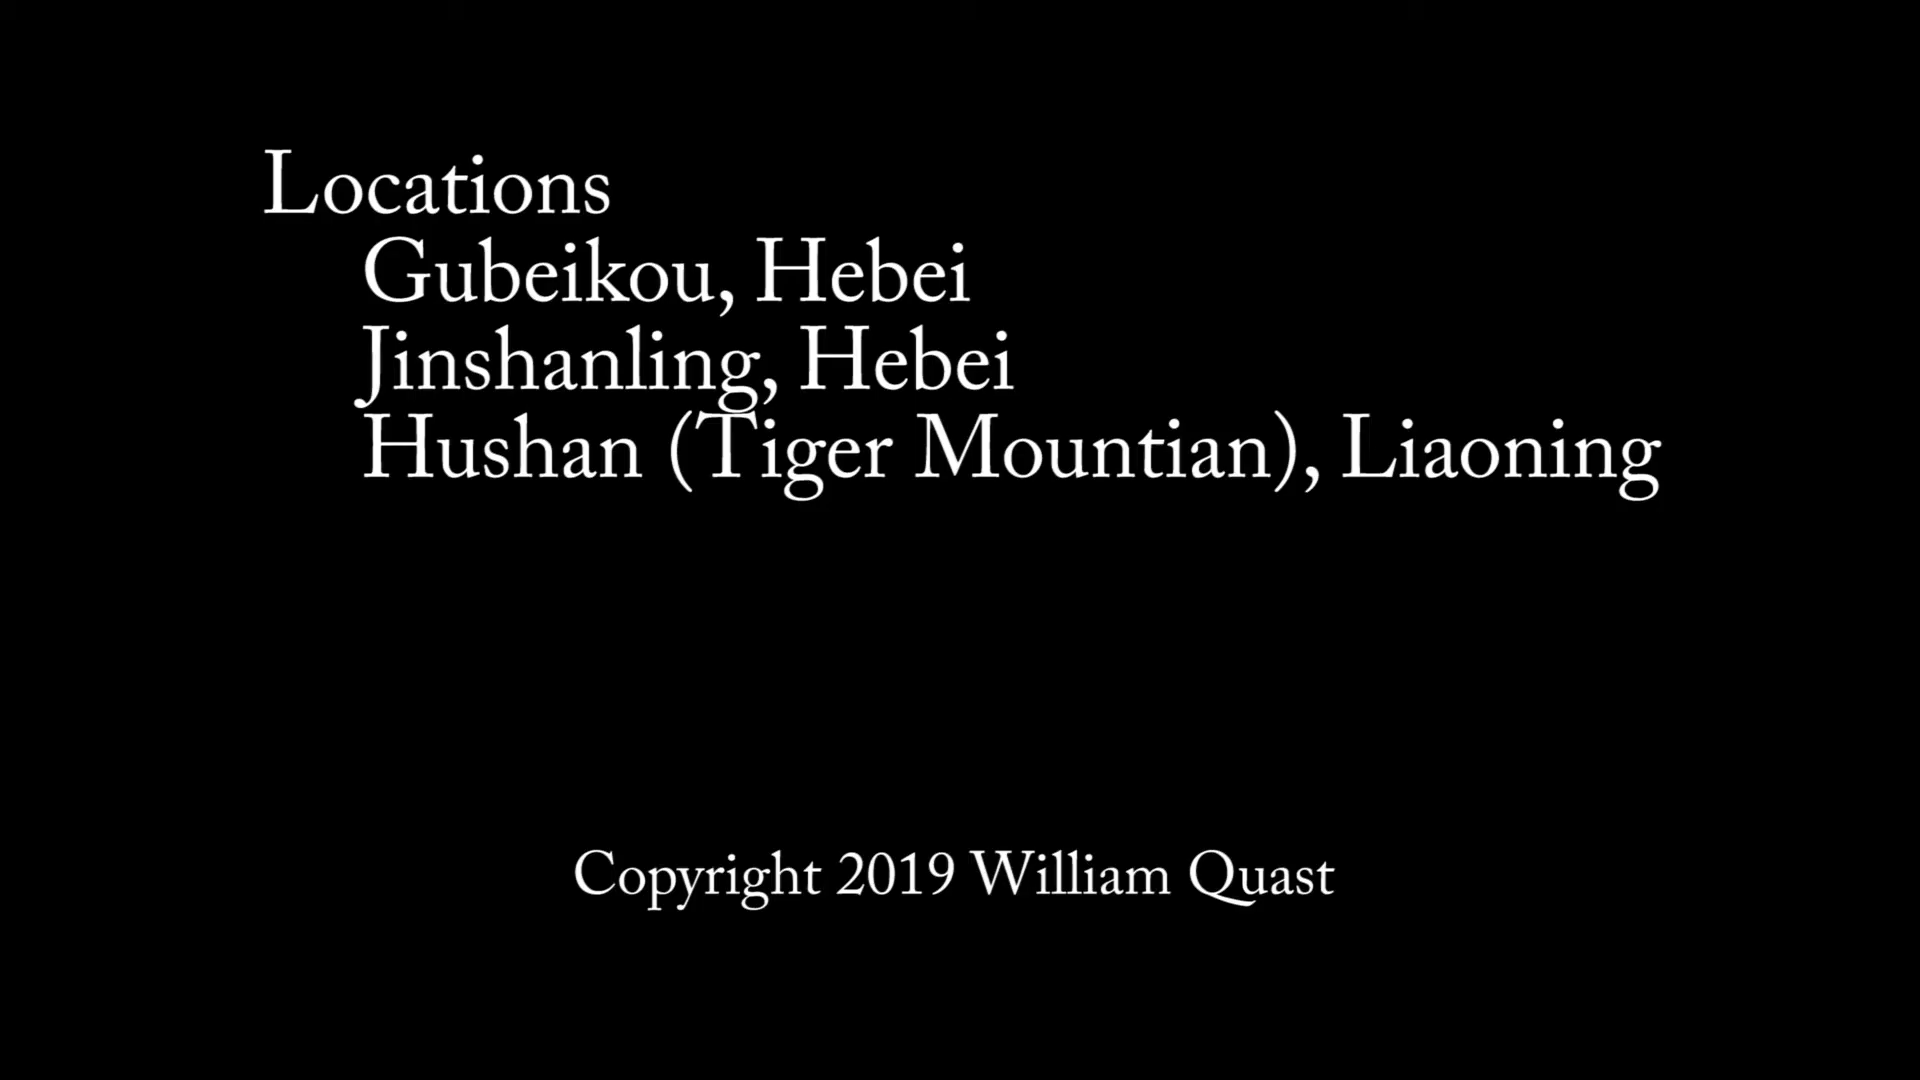 Locations
Gubeikou, Hebei
Jinshanling, Hebei
Hushan (Tiger Mountian), Liaoning
Copyright 2019 William Quast